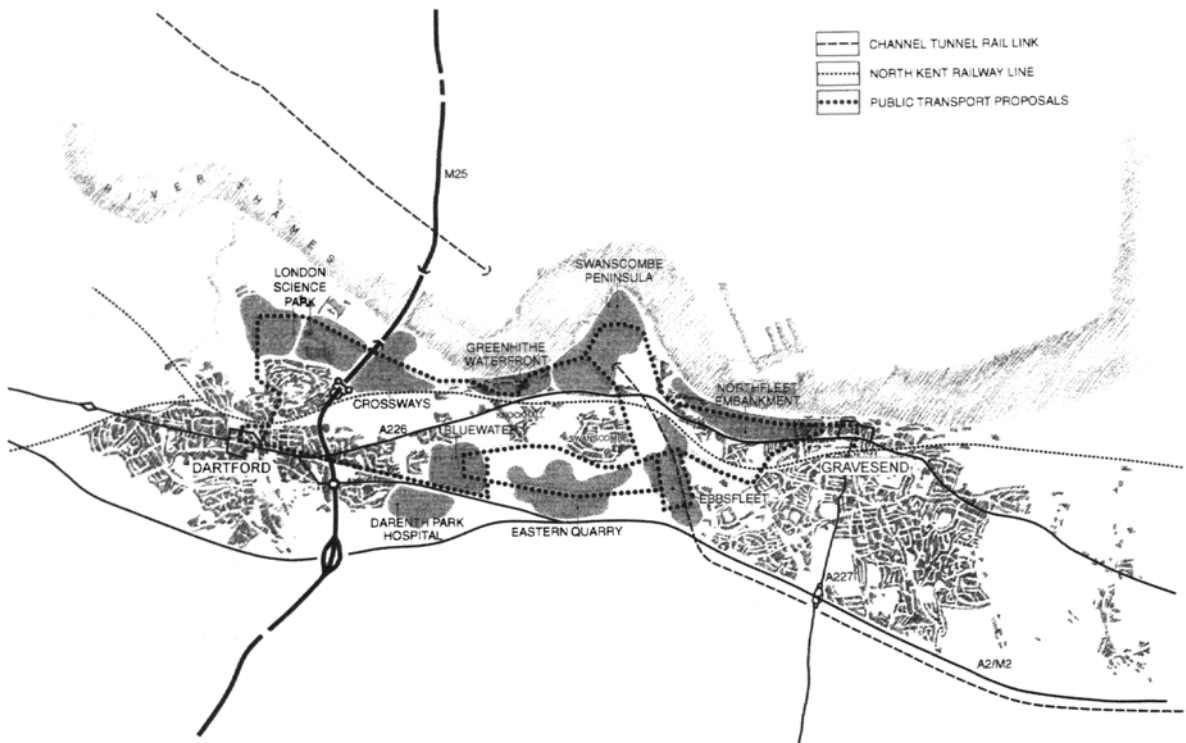 CHANNEL TUNNEL RAIL LINK
NORTH KENT RAILWAY LINE
PUBLIC TRANSPORT PROPOSALS
M25
RIVER THAMES
LONDON
SCIENCE
PARK
SWANSCOMBE
PENINSULA
GREENHITHE
WATERFRONT
NORTHFLEET
EMBANKMENT
CROSSWAYS
A226
BLUEWATER
SWANSCOMBE
DARTFORD
GRAVESEND
EBBSFLEET
DARENTH PARK
HOSPITAL
EASTERN QUARRY
A227
A2/M2